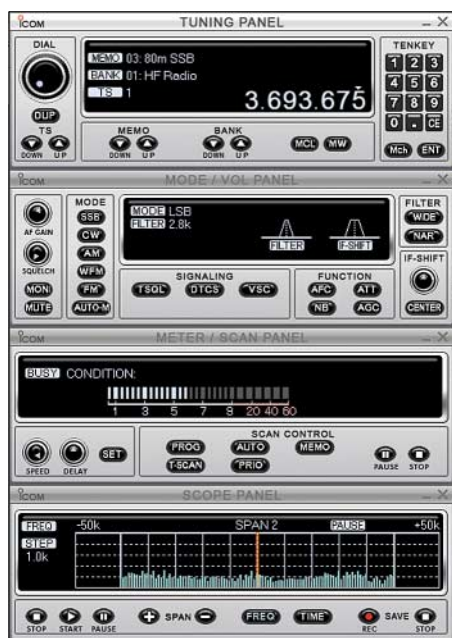 ICOM TUNING PANEL
DIAL
MEMO 03: 80m SSB
BANK 01: HF Radio
TS 1
3.693.675
TENKEY
1 2 3
4 5 6
7 8 9
0 . CE
Mch ENT
DUP
TS
DOWN UP
MEMO
DOWN UP
BANK
DOWN UP
MCL MW
ICOM MODE / VOL PANEL
AF GAIN
SQUELCH
MONI
MUTE
MODE
SSB
CW
AM
WFM
FM
AUTO-M
MODE LSB
FILTER 2.8k
FILTER IF-SHIFT
SIGNALING
TSQL DTCS VSC
FUNCTION
AFC ATT
NB AGC
FILTER
WIDE
NAR
IF-SHIFT
CENTER
ICOM METER / SCAN PANEL
BUSY CONDITION:
1 3 5 7 9 20 40 60
SPEED DELAY SET
SCAN CONTROL
PROG AUTO MEMO
T-SCAN PRIO
PAUSE STOP
ICOM SCOPE PANEL
FREQ -50k SPAN 2 PAUSE +50k
STEP
1.0k
STOP START PAUSE
SPAN
FREQ TIME
REC SAVE STOP